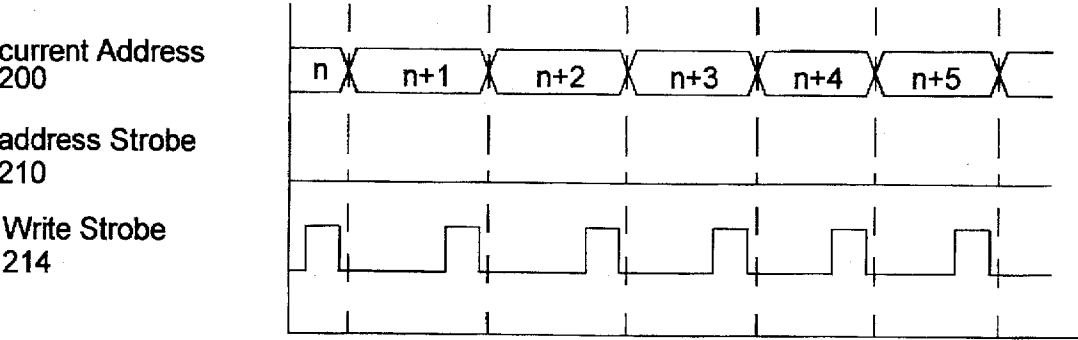 current Address
200
n
n+1
n+2
n+3
n+4
n+5
address Strobe
210
Write Strobe
214